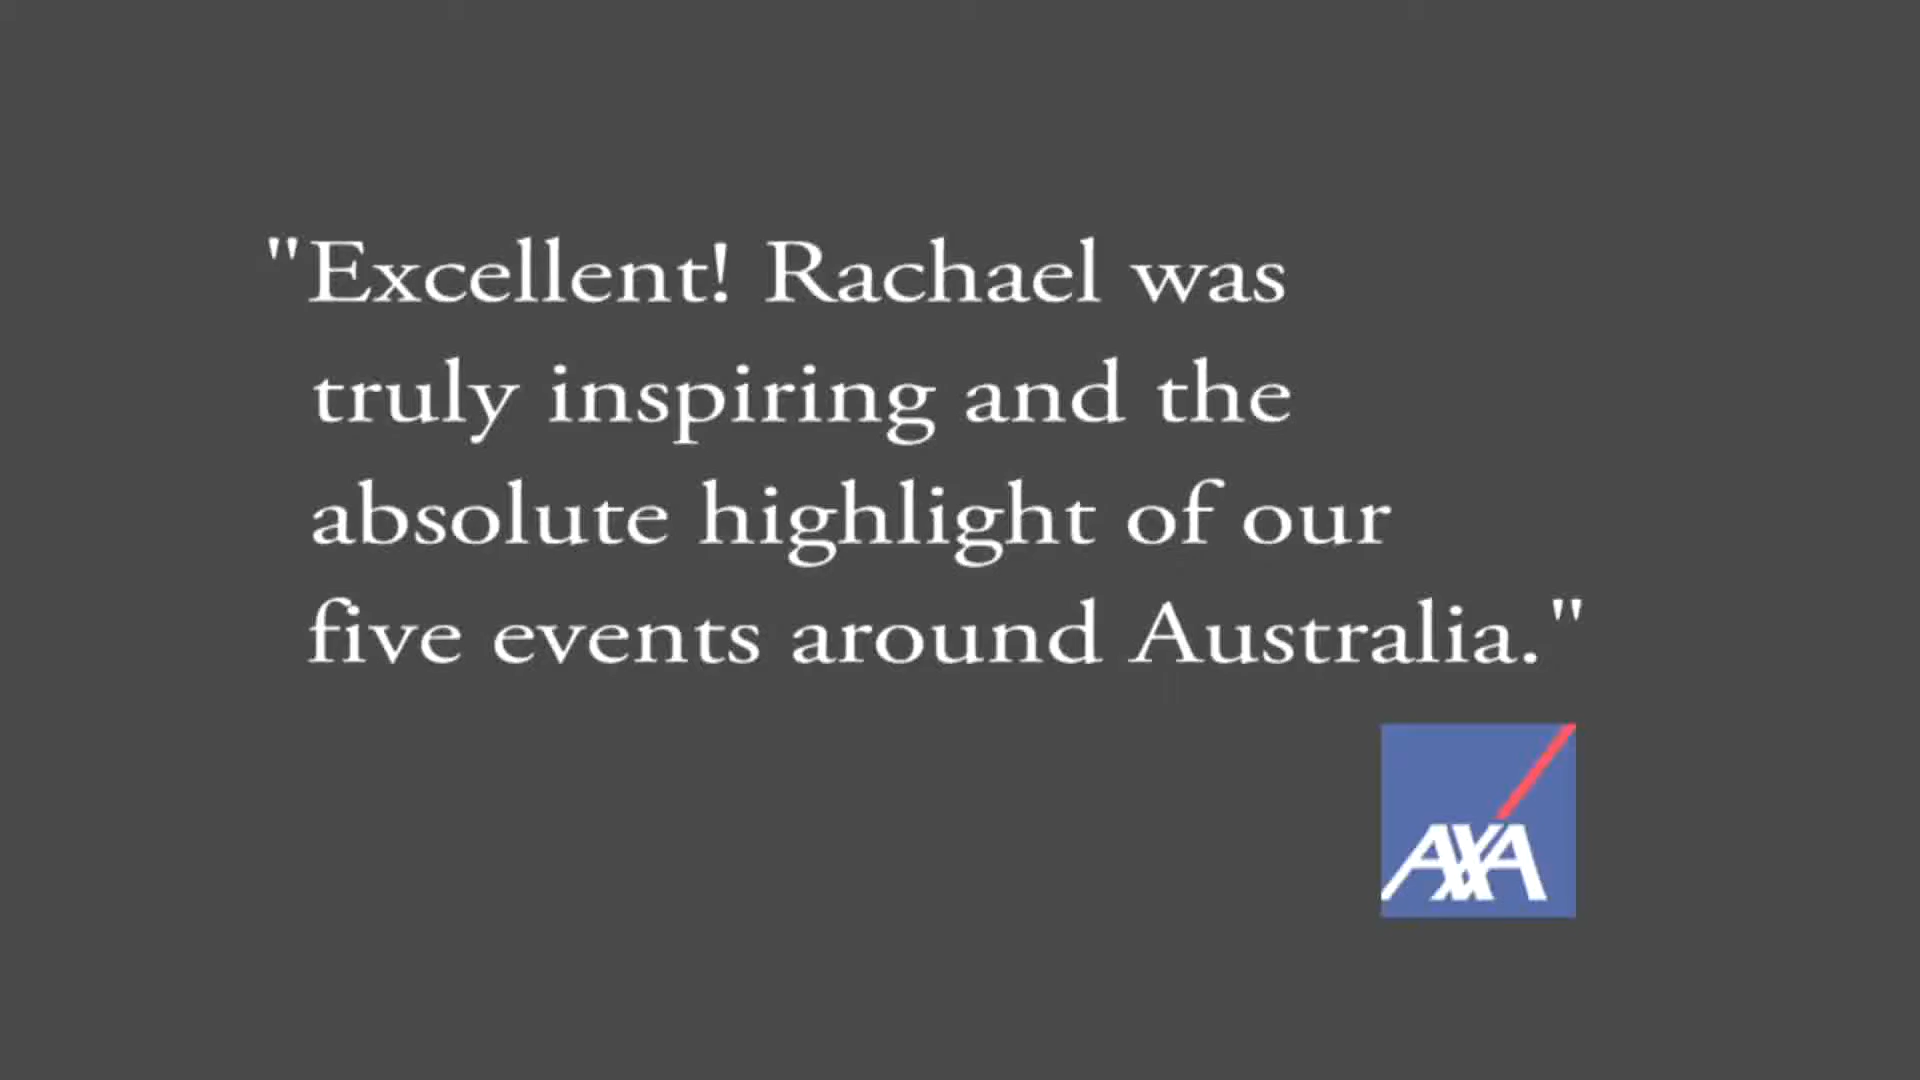 "Excellent! Rachael was
truly inspiring and the
absolute highlight of our
five events around Australia."
AXA